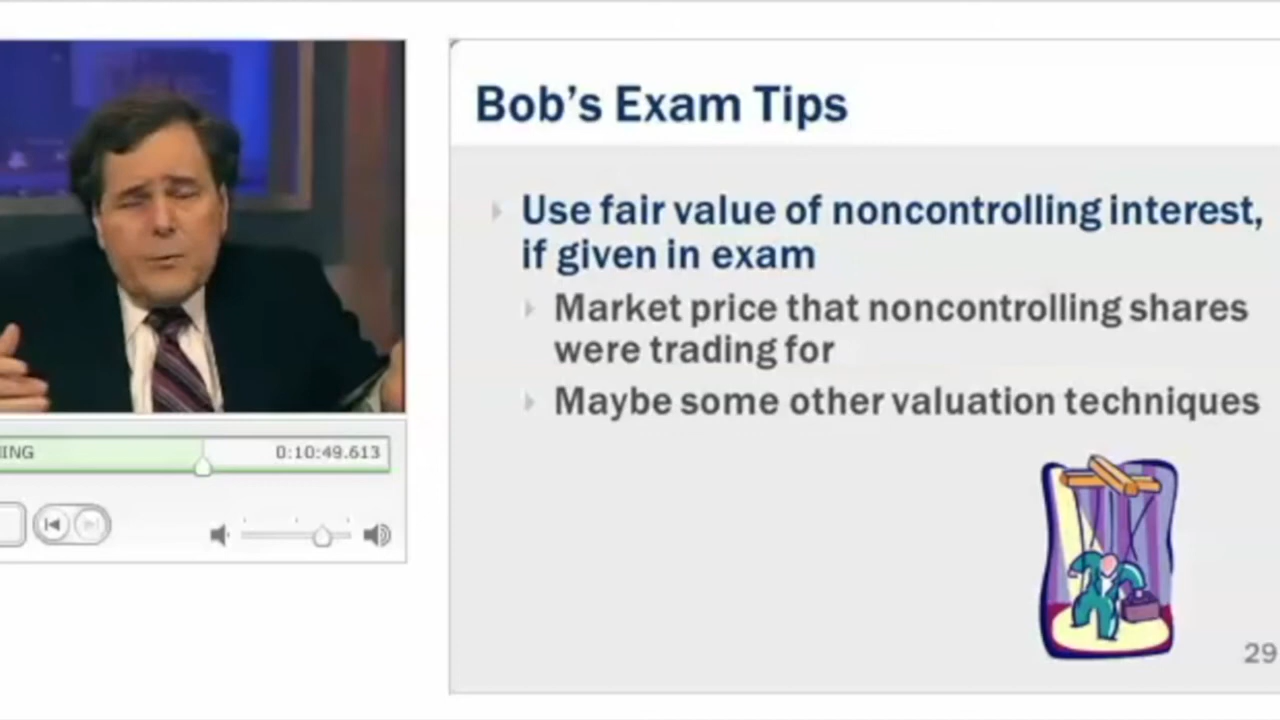 Bob's Exam Tips
Use fair value of noncontrolling interest,
if given in exam
Market price that noncontrolling shares
were trading for
Maybe some other valuation techniques
ING
0:10:49.613
29